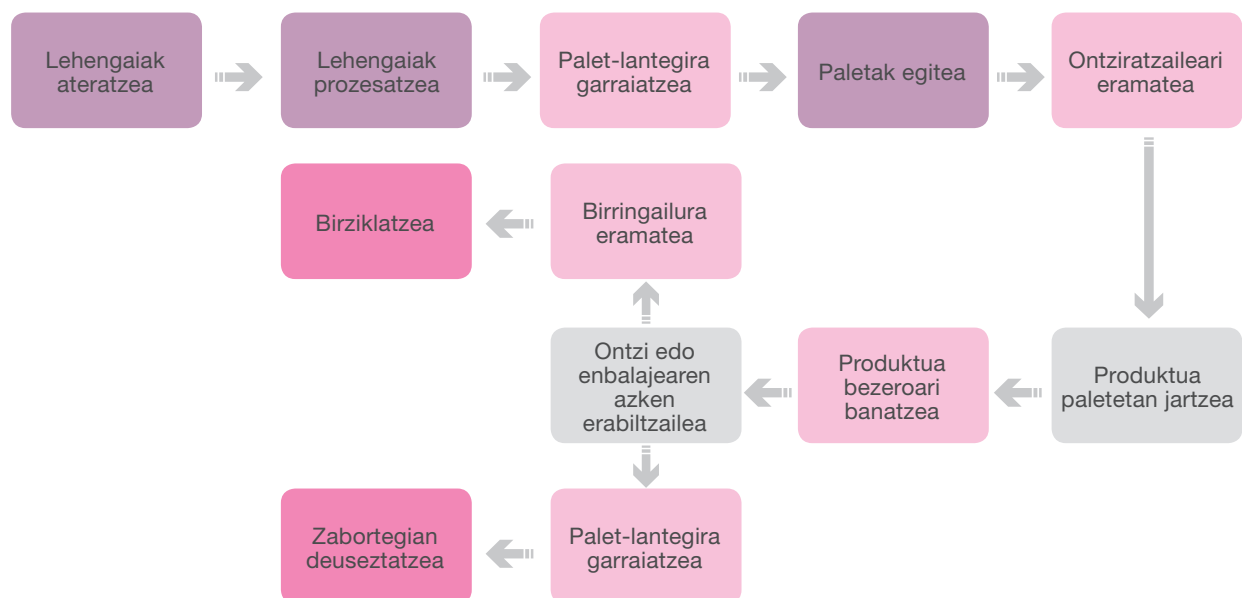 Lehengaiak
ateratzea
Lehengaiak
prozesatzea
Palet-lantegira
garraiatzea
Paletak egitea
Ontziratzaileari
eramatea
Birziklatzea
Birringailura
eramatea
Ontzi edo
enbalajearen
azken
erabiltzailea
Produktua
bezeroari
banatzea
Produktua
paletetan jartzea
Zabortegian
deuseztatzea
Palet-lantegira
garraiatzea